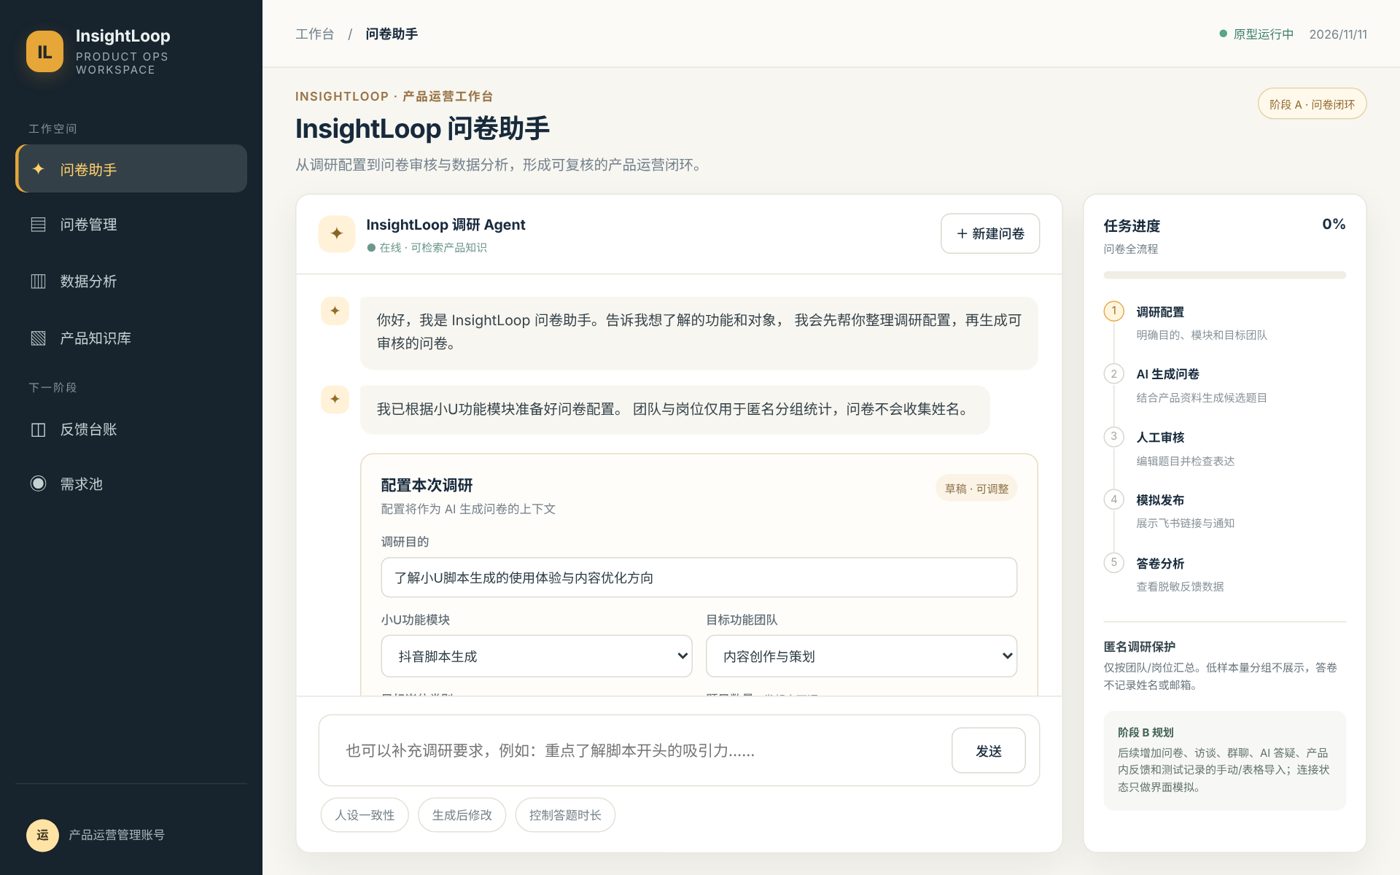 IL
InsightLoop
PRODUCT OPS
WORKSPACE
工作空间
问卷助手
问卷管理
数据分析
产品知识库
下一阶段
反馈台账
需求池
运
产品运营管理账号
工作台 / 问卷助手
原型运行中 2026/11/11
INSIGHTLOOP · 产品运营工作台
InsightLoop 问卷助手
从调研配置到问卷审核与数据分析，形成可复核的产品运营闭环。
阶段 A · 问卷闭环
InsightLoop 调研 Agent
在线 · 可检索产品知识
+ 新建问卷
你好，我是 InsightLoop 问卷助手。告诉我想了解的功能和对象， 我会先帮你整理调研配置，再生成可
审核的问卷。
我已根据小U功能模块准备好问卷配置。 团队与岗位仅用于匿名分组统计，问卷不会收集姓名。
配置本次调研
配置将作为 AI 生成问卷的上下文
草稿 · 可调整
调研目的
了解小U脚本生成的使用体验与内容优化方向
小U功能模块
目标功能团队
抖音脚本生成
内容创作与策划
也可以补充调研要求，例如：重点了解脚本开头的吸引力……
发送
人设一致性
生成后修改
控制答题时长
任务进度
0%
问卷全流程
1
调研配置
明确目的、模块和目标团队
2
AI 生成问卷
结合产品资料生成候选题目
3
人工审核
编辑题目并检查表达
4
模拟发布
展示飞书链接与通知
5
答卷分析
查看脱敏反馈数据
匿名调研保护
仅按团队/岗位汇总。低样本量分组不展示，答卷
不记录姓名或邮箱。
阶段 B 规划
后续增加问卷、访谈、群聊、AI 答疑、产品
内反馈和测试记录的手动/表格导入；连接状
态只做界面模拟。